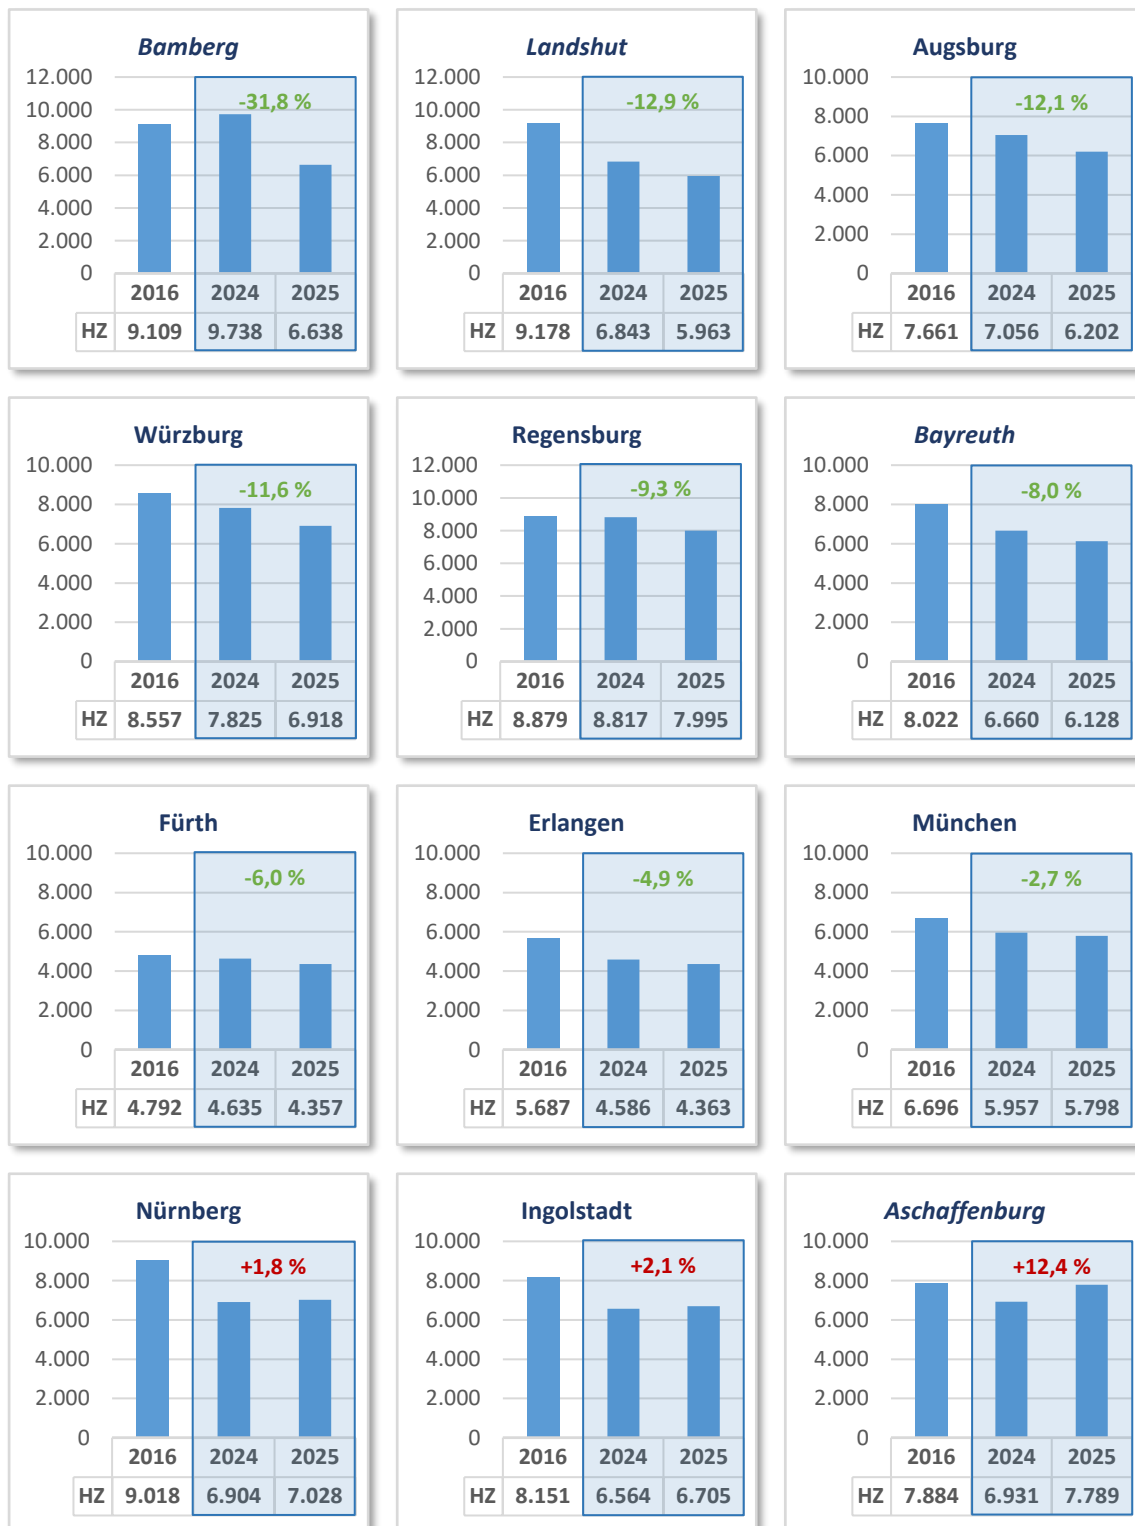 Bamberg
12.000
10.000
8.000
6.000
4.000
2.000
0
-31,8 %
2016 2024 2025
HZ 9.109 9.738 6.638
Landshut
12.000
10.000
8.000
6.000
4.000
2.000
0
-12,9 %
2016 2024 2025
HZ 9.178 6.843 5.963
Augsburg
10.000
8.000
6.000
4.000
2.000
0
-12,1 %
2016 2024 2025
HZ 7.661 7.056 6.202
Würzburg
10.000
8.000
6.000
4.000
2.000
0
-11,6 %
2016 2024 2025
HZ 8.557 7.825 6.918
Regensburg
12.000
10.000
8.000
6.000
4.000
2.000
0
-9,3 %
2016 2024 2025
HZ 8.879 8.817 7.995
Bayreuth
10.000
8.000
6.000
4.000
2.000
0
-8,0 %
2016 2024 2025
HZ 8.022 6.660 6.128
Fürth
10.000
8.000
6.000
4.000
2.000
0
-6,0 %
2016 2024 2025
HZ 4.792 4.635 4.357
Erlangen
10.000
8.000
6.000
4.000
2.000
0
-4,9 %
2016 2024 2025
HZ 5.687 4.586 4.363
München
10.000
8.000
6.000
4.000
2.000
0
-2,7 %
2016 2024 2025
HZ 6.696 5.957 5.798
Nürnberg
10.000
8.000
6.000
4.000
2.000
0
+1,8 %
2016 2024 2025
HZ 9.018 6.904 7.028
Ingolstadt
10.000
8.000
6.000
4.000
2.000
0
+2,1 %
2016 2024 2025
HZ 8.151 6.564 6.705
Aschaffenburg
10.000
8.000
6.000
4.000
2.000
0
+12,4 %
2016 2024 2025
HZ 7.884 6.931 7.789